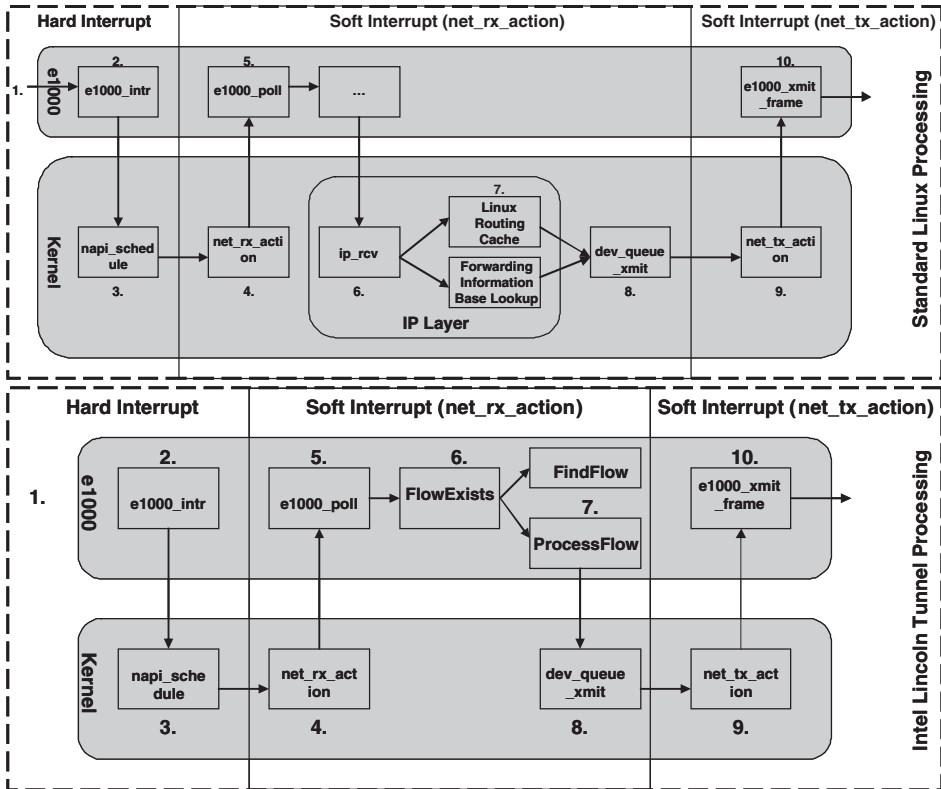 Hard Interrupt
Soft Interrupt (net_rx_action)
Soft Interrupt (net_tx_action)
1.
e1000
2.
e1000_intr
5.
e1000_poll
...
10.
e1000_xmit
_frame
Kernel
napi_sched
ule
3.
net_rx_acti
on
4.
ip_rcv
6.
7.
Linux
Routing
Cache
Forwarding
Information
Base Lookup
IP Layer
dev_queue
_xmit
8.
net_tx_acti
on
9.
Standard Linux Processing
Hard Interrupt
Soft Interrupt (net_rx_action)
Soft Interrupt (net_tx_action)
1.
e1000
2.
e1000_intr
5.
e1000_poll
6.
FlowExists
FindFlow
7.
ProcessFlow
10.
e1000_xmit
_frame
Kernel
napi_sche
dule
3.
net_rx_act
ion
4.
dev_queue
_xmit
8.
net_tx_act
ion
9.
Intel Lincoln Tunnel Processing